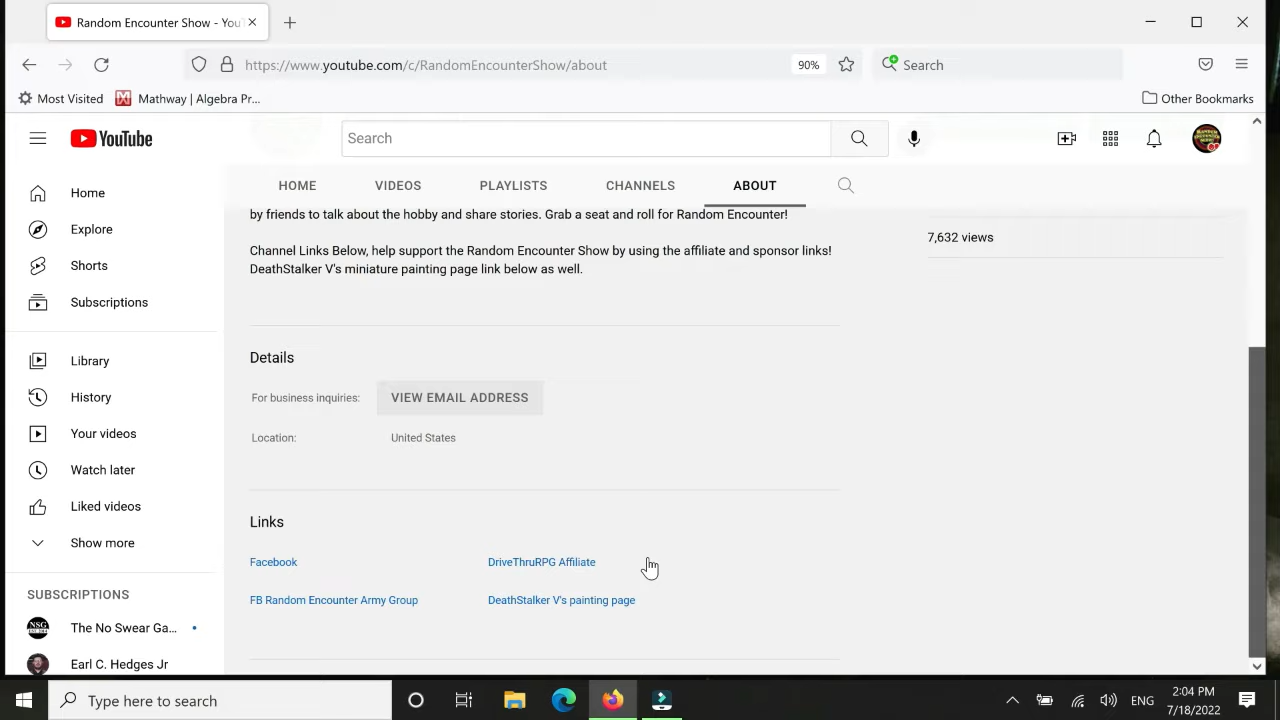 Random Encounter Show - You
https://www.youtube.com/c/RandomEncounterShow/about
90%
Search
Most Visited
Mathway | Algebra Pr...
Other Bookmarks
YouTube
Search
HOME
VIDEOS
PLAYLISTS
CHANNELS
ABOUT
Home
Explore
Shorts
Subscriptions
Library
History
Your videos
Watch later
Liked videos
Show more
SUBSCRIPTIONS
The No Swear Ga...
Earl C. Hedges Jr
by friends to talk about the hobby and share stories. Grab a seat and roll for Random Encounter!
Channel Links Below, help support the Random Encounter Show by using the affiliate and sponsor links!
DeathStalker V's miniature painting page link below as well.
7,632 views
Details
For business inquiries:
VIEW EMAIL ADDRESS
Location:
United States
Links
Facebook
DriveThruRPG Affiliate
FB Random Encounter Army Group
DeathStalker V's painting page
Type here to search
ENG
2:04 PM
7/18/2022